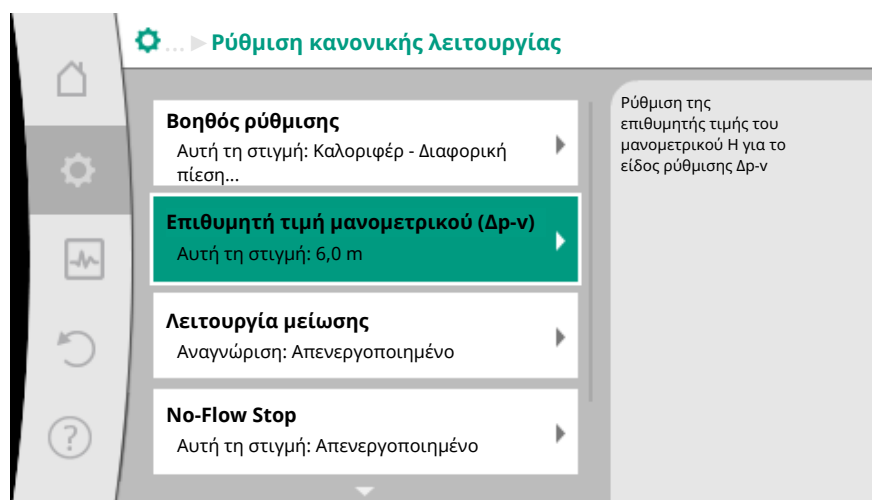 ... Ρύθμιση κανονικής λειτουργίας
Βοηθός ρύθμισης
Αυτή τη στιγμή: Καλοριφέρ - Διαφορική
πίεση...
Επιθυμητή τιμή μανομετρικού (Δp-v)
Αυτή τη στιγμή: 6,0 m
Λειτουργία μείωσης
Αναγνώριση: Απενεργοποιημένο
No-Flow Stop
Αυτή τη στιγμή: Απενεργοποιημένο
Ρύθμιση της
επιθυμητής τιμής του
μανομετρικού H για το
είδος ρύθμισης Δp-v
?